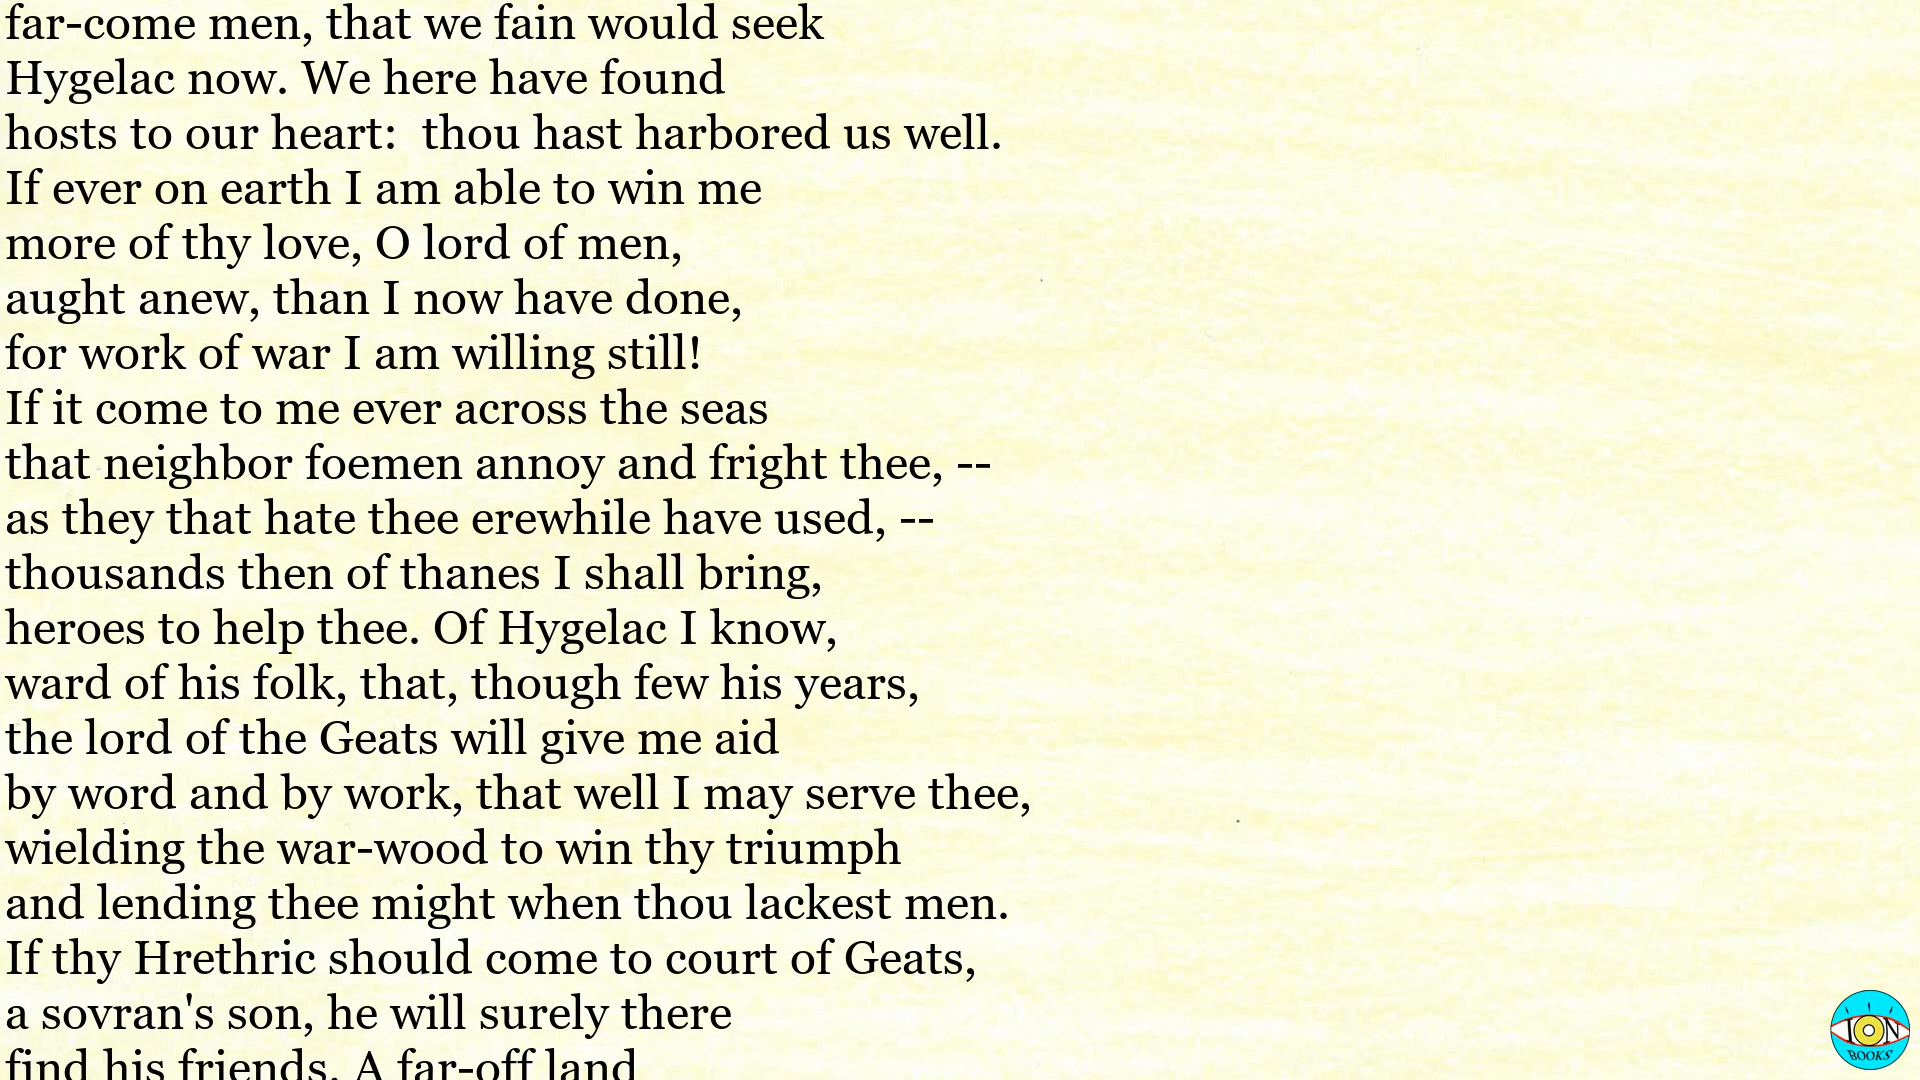 far-come men, that we fain would seek
Hygelac now. We here have found
hosts to our heart:  thou hast harbored us well.
If ever on earth I am able to win me
more of thy love, O lord of men,
aught anew, than I now have done,
for work of war I am willing still!
If it come to me ever across the seas
that neighbor foemen annoy and fright thee, --
as they that hate thee erewhile have used, --
thousands then of thanes I shall bring,
heroes to help thee. Of Hygelac I know,
ward of his folk, that, though few his years,
the lord of the Geats will give me aid
by word and by work, that well I may serve thee,
wielding the war-wood to win thy triumph
and lending thee might when thou lackest men.
If thy Hrethric should come to court of Geats,
a sovran's son, he will surely there
find his friends. A far-off land
ION
BOOKS